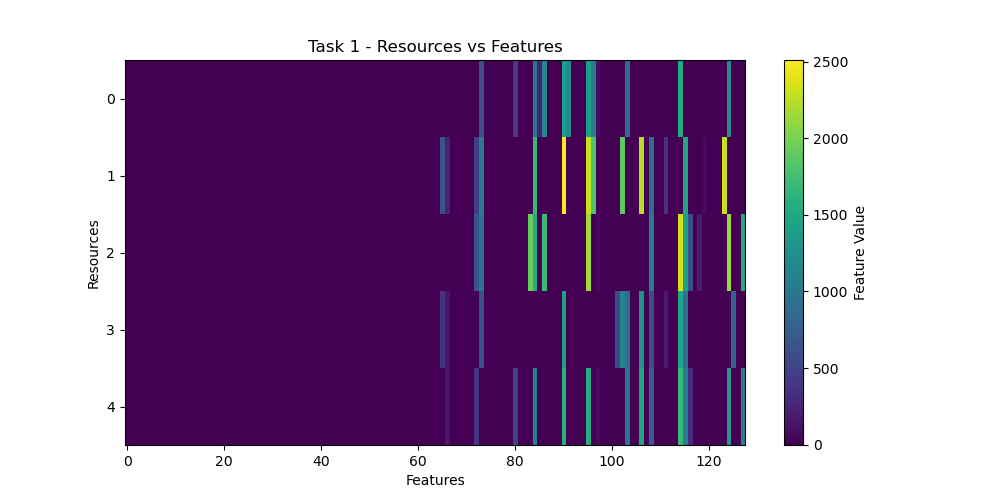 Task 1 - Resources vs Features
0
1
2
3
4
Resources
0 20 40 60 80 100 120
Features
2500
2000
1500
1000
500
0
Feature Value